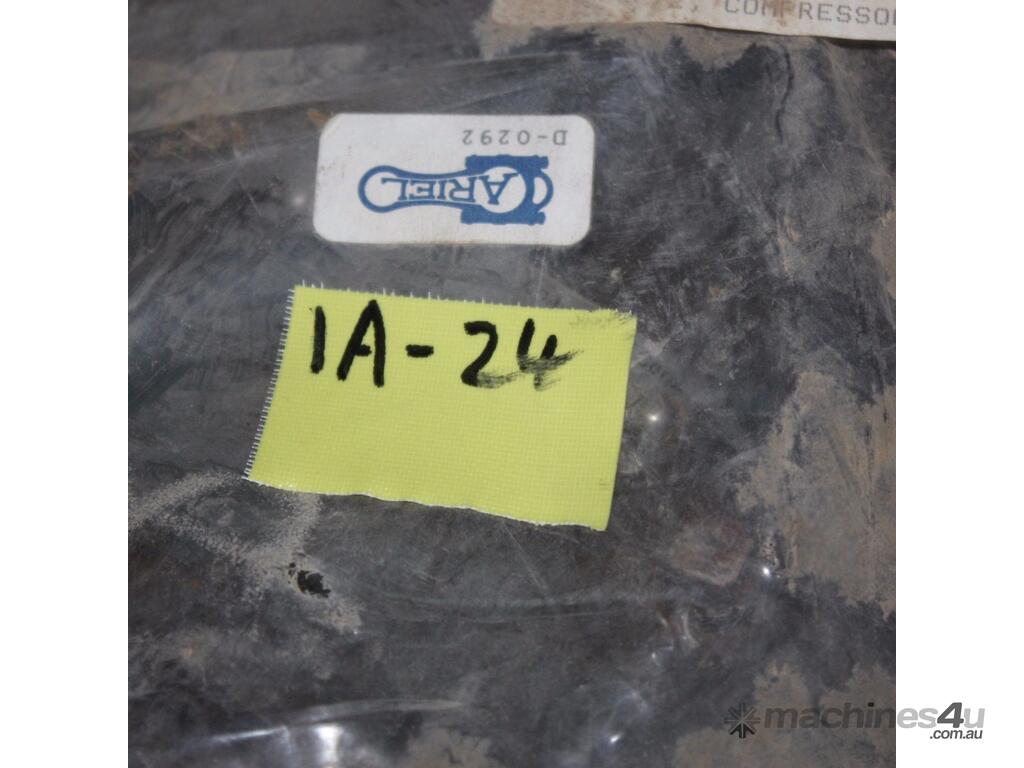 COMPRESSOR
D-0292
ARIEL
1A-24
machines4u
.com.au